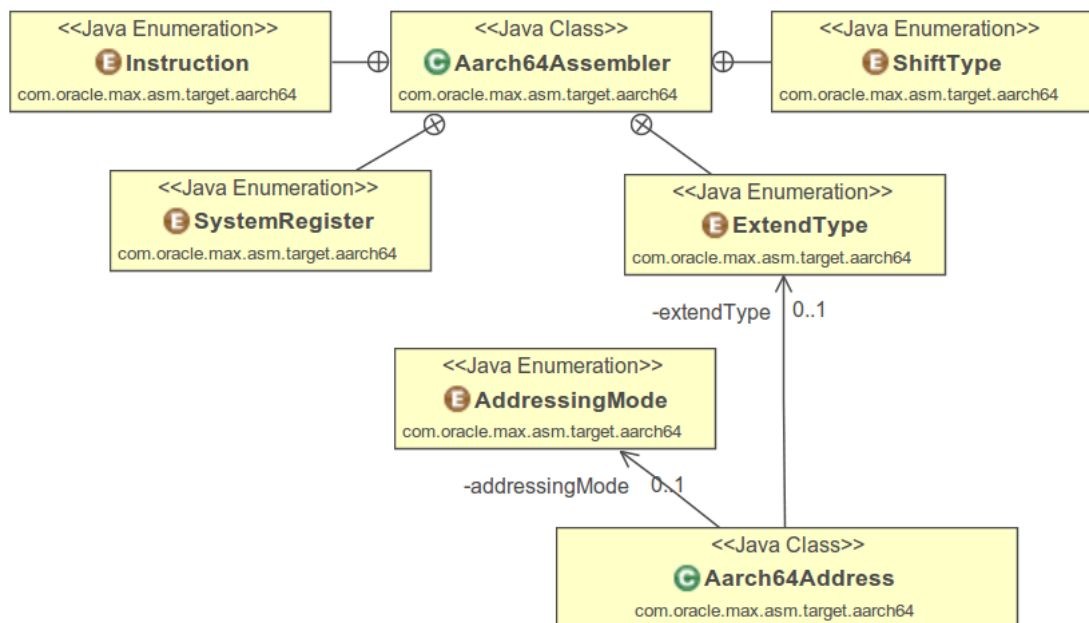 <<Java Enumeration>>
E Instruction
com.oracle.max.asm.target.aarch64
<<Java Class>>
C Aarch64Assembler
com.oracle.max.asm.target.aarch64
<<Java Enumeration>>
E ShiftType
com.oracle.max.asm.target.aarch64
<<Java Enumeration>>
E SystemRegister
com.oracle.max.asm.target.aarch64
<<Java Enumeration>>
E ExtendType
com.oracle.max.asm.target.aarch64
-extendType 0..1
<<Java Enumeration>>
E AddressingMode
com.oracle.max.asm.target.aarch64
-addressingMode 0..1
<<Java Class>>
C Aarch64Address
com.oracle.max.asm.target.aarch64